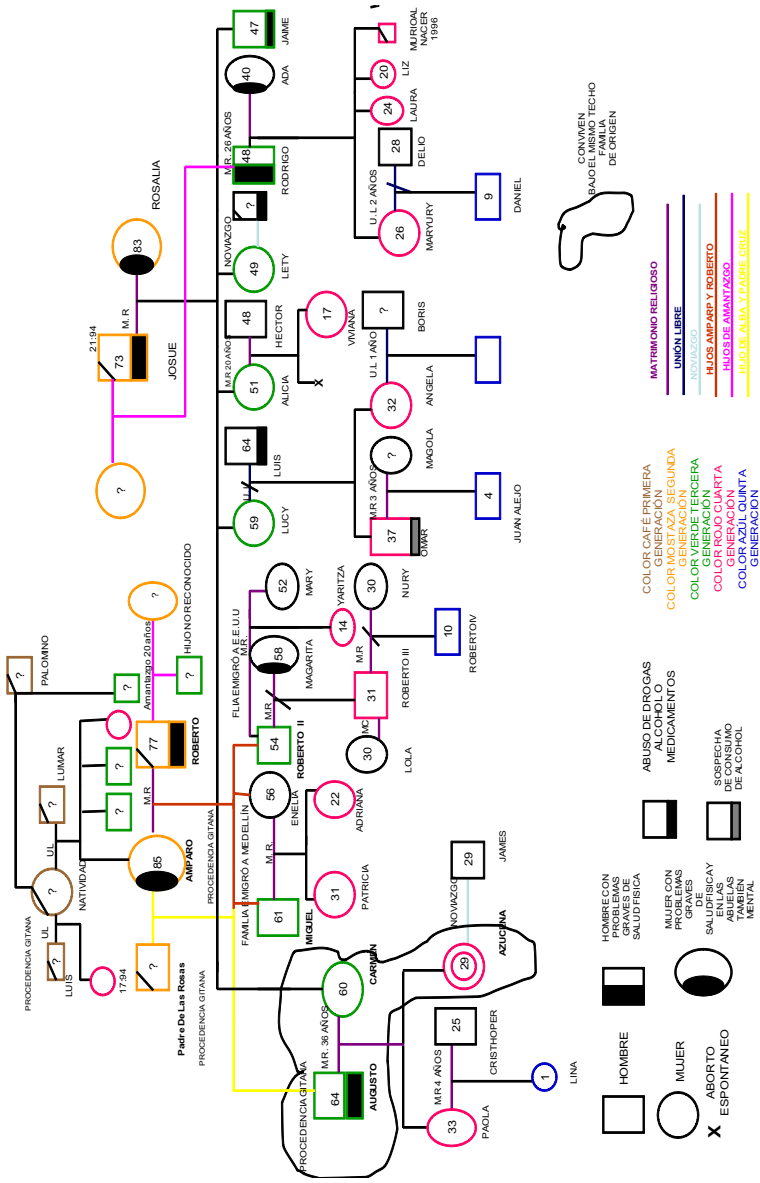 PALOMINO
?
LUMAR
?
UL
NATIVIDAD
?
UL
LUIS
?
PROCEDENCIA GITANA
17.94
?
?
?
Amantazgo 20 años
?
HIJO NO RECONOCIDO
?
ROBERTO
77
M.R
AMPARO
85
?
Padre De Las Rosas
PROCEDENCIA GITANA
?
21:94
73
JOSUE
M. R
ROSALIA
83
PROCEDENCIA GITANA
64
AUGUSTO
M.R. 36 AÑOS
60
CARMEN
PROCEDENCIA GITANA
FAMILIA EMIGRÓ A MEDELLÍN
61
MIGUEL
M. R.
56
ENELIA
54
ROBERTO II
M.R
58
MAGARITA
FLIA EMIGRÓ A E.E.U.U
M.R.
52
MARY
59
LUCY
U. L
64
LUIS
51
ALICIA
M.R 20 AÑOS
48
HECTOR
49
LETY
NOVIAZGO
?
48
RODRIGO
M.R. 26 AÑOS
40
ADA
47
JAIME
33
PAOLA
M.R 4 AÑOS
25
CRISTHOPER
29
AZUCENA
NOVIAZGO
29
JAMES
31
PATRICIA
22
ADRIANA
30
LOLA
MC
31
ROBERTO III
M.R
30
NURY
14
YARITZA
37
OMAR
M.R 3 AÑOS
?
MAGOLA
32
ANGELA
U.L 1 AÑO
?
BORIS
X
17
VIVIANA
26
MARYURY
U.L 2 AÑOS
28
DELIO
24
LAURA
20
LIZ
MURIO AL
NACER
1996
1
LINA
10
ROBERTO IV
4
JUAN ALEJO
9
DANIEL
HOMBRE
MUJER
X ABORTO
ESPONTANEO
HOMBRE CON
PROBLEMAS
GRAVES DE
SALUD FISICA
MUJER CON
PROBLEMAS
GRAVES
DE
SALUD FISICA Y
EN LAS
ABUELAS
TAMBIÉN
MENTAL
ABUSO DE DROGAS
ALCOHOL O
MEDICAMENTOS
SOSPECHA
DE CONSUMO
DE ALCOHOL
COLOR CAFÉ PRIMERA
GENERACIÓN
COLOR MOSTAZA SEGUNDA
GENERACIÓN
COLOR VERDE TERCERA
GENERACIÓN
COLOR ROJO CUARTA
GENERACIÓN
COLOR AZUL QUINTA
GENERACION
MATRIMONIO RELIGIOSO
UNIÓN LIBRE
NOVIAZGO
HIJOS AMPARP Y ROBERTO
HIJOS DE AMANTAZGO
HIJO DE ALBA Y PADRE CRUZ
CONVIVEN
BAJO EL MISMO TECHO
FAMILIA
DE ORIGEN